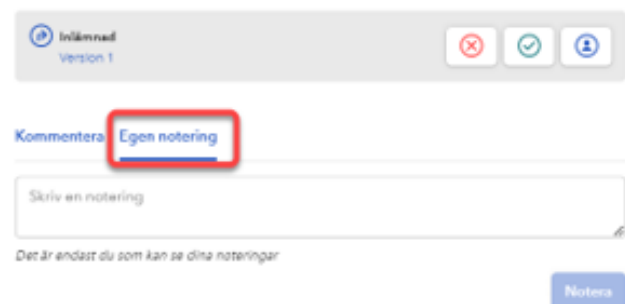 Inlämnad
Version 1
Kommentera Egen notering
Skriv en notering
Det är endast du som kan se dina noteringar
Notera